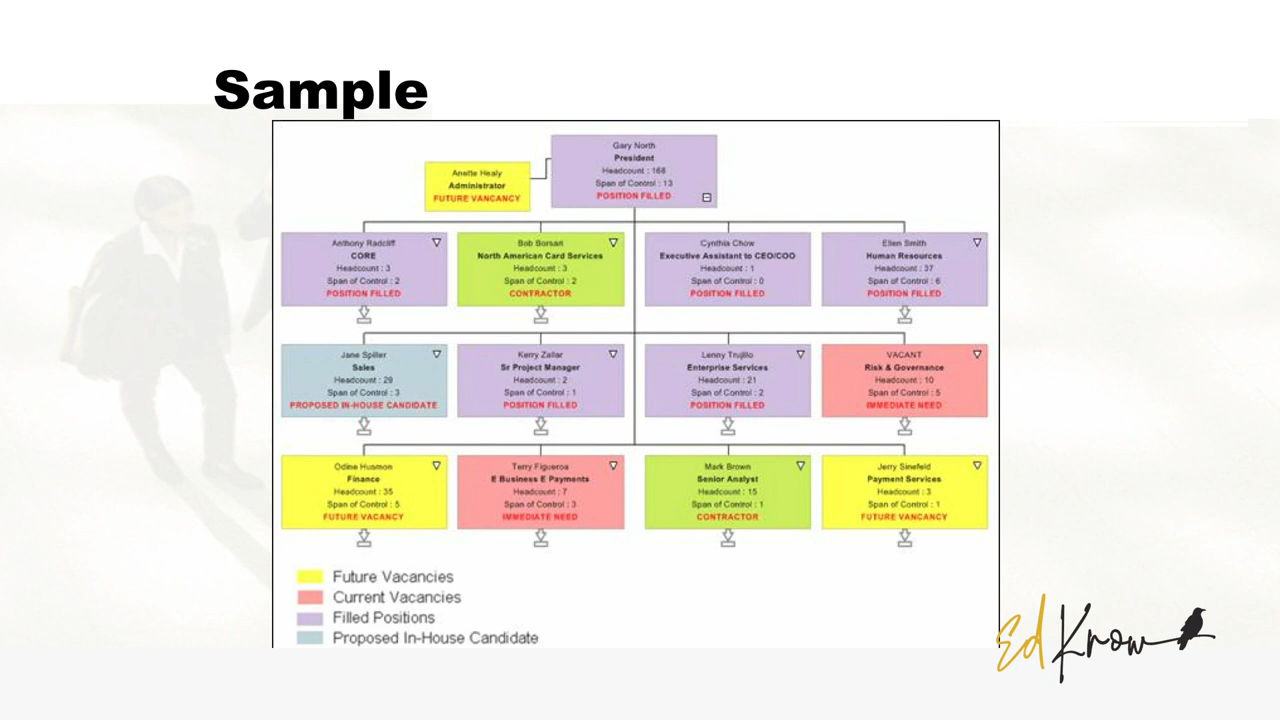 Sample
Gary North
President
Headcount : 168
Span of Control : 13
POSITION FILLED
Anette Healy
Administrator
FUTURE VANCANCY
Anthony Radcliff
CORE
Headcount : 3
Span of Control : 2
POSITION FILLED
Bob Borsari
North American Card Services
Headcount : 3
Span of Control : 2
CONTRACTOR
Cynthia Chow
Executive Assistant to CEO/COO
Headcount : 1
Span of Control : 0
POSITION FILLED
Ellen Smith
Human Resources
Headcount : 37
Span of Control : 6
POSITION FILLED
Jane Spiller
Sales
Headcount : 29
Span of Control : 3
PROPOSED IN-HOUSE CANDIDATE
Kerry Zallar
Sr Project Manager
Headcount : 2
Span of Control : 1
POSITION FILLED
Lenny Trujillo
Enterprise Services
Headcount : 21
Span of Control : 2
POSITION FILLED
VACANT
Risk & Governance
Headcount : 10
Span of Control : 5
IMMEDIATE NEED
Odine Husmon
Finance
Headcount : 35
Span of Control : 5
FUTURE VACANCY
Terry Figueroa
E Business E Payments
Headcount : 7
Span of Control : 3
IMMEDIATE NEED
Mark Brown
Senior Analyst
Headcount : 15
Span of Control : 1
CONTRACTOR
Jerry Sinefeld
Payment Services
Headcount : 3
Span of Control : 1
FUTURE VANCANCY
Future Vacancies
Current Vacancies
Filled Positions
Proposed In-House Candidate
Ed Know